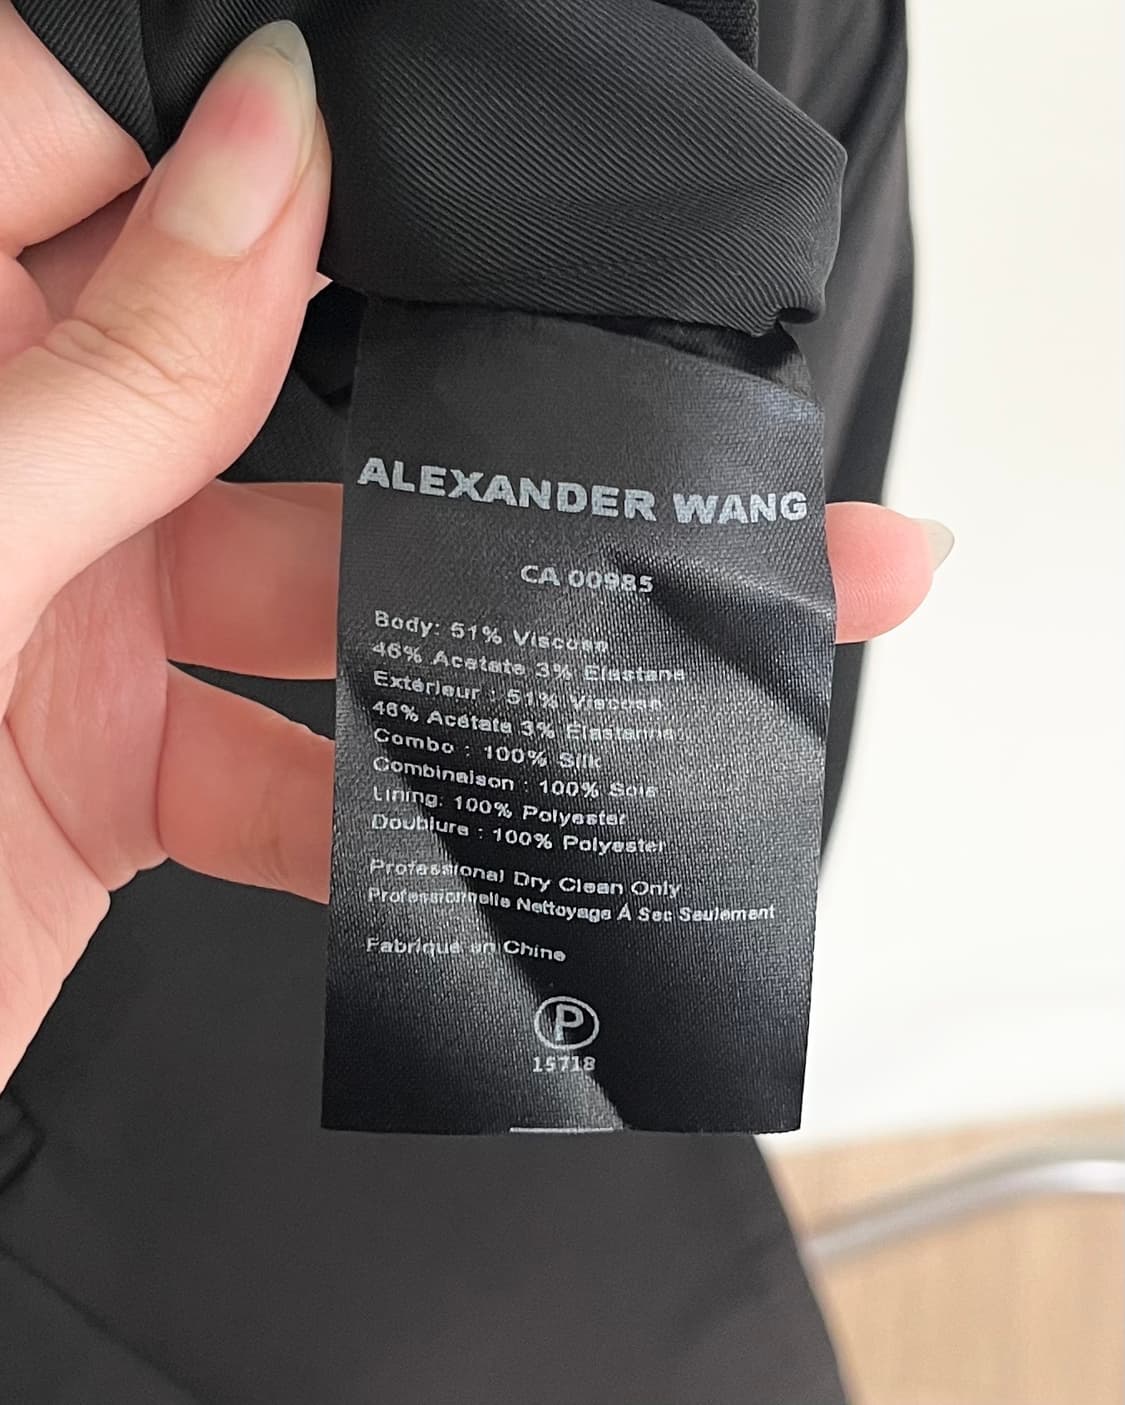 ALEXANDER WANG
CA 00985
Body: 51% Viscose
46% Acetate 3% Elastane
Extérieur : 51% Viscose
46% Acétate 3% Elastanne
Combo : 100% Silk
Combinaison : 100% Soie
Lining: 100% Polyester
Doublure : 100% Polyester
Professional Dry Clean Only
Professionnelle Nettoyage À Sec Seulement
Fabriqué en Chine
P
15718